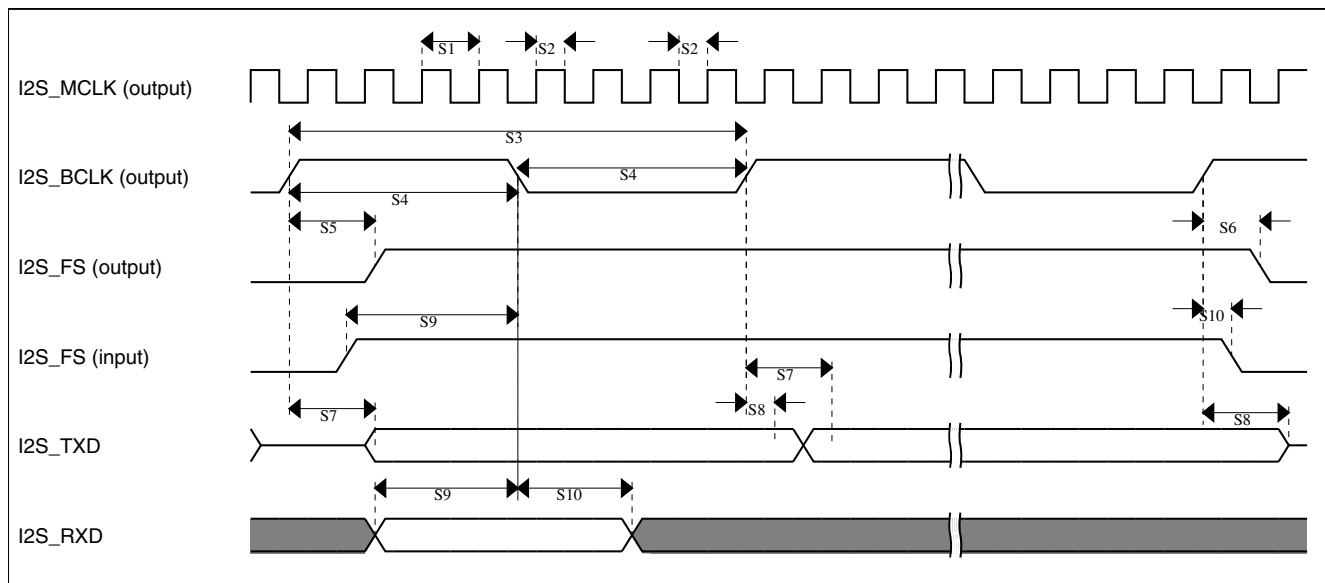 S1
S2
S2
I2S_MCLK (output)
S3
I2S_BCLK (output)
S4
S4
S5
S6
I2S_FS (output)
S9
S10
I2S_FS (input)
S7
S7
S8
S8
I2S_TXD
S9
S10
I2S_RXD